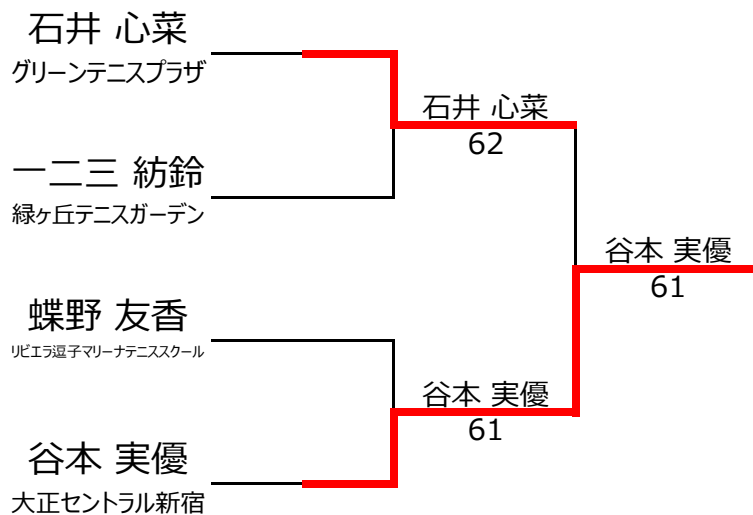 石井 心菜
グリーンテニスプラザ
石井 心菜
62
一二三 紡鈴
緑ヶ丘テニスガーデン
谷本 実優
61
蝶野 友香
リビエラ逗子マリーナテニススクール
谷本 実優
61
谷本 実優
大正セントラル新宿